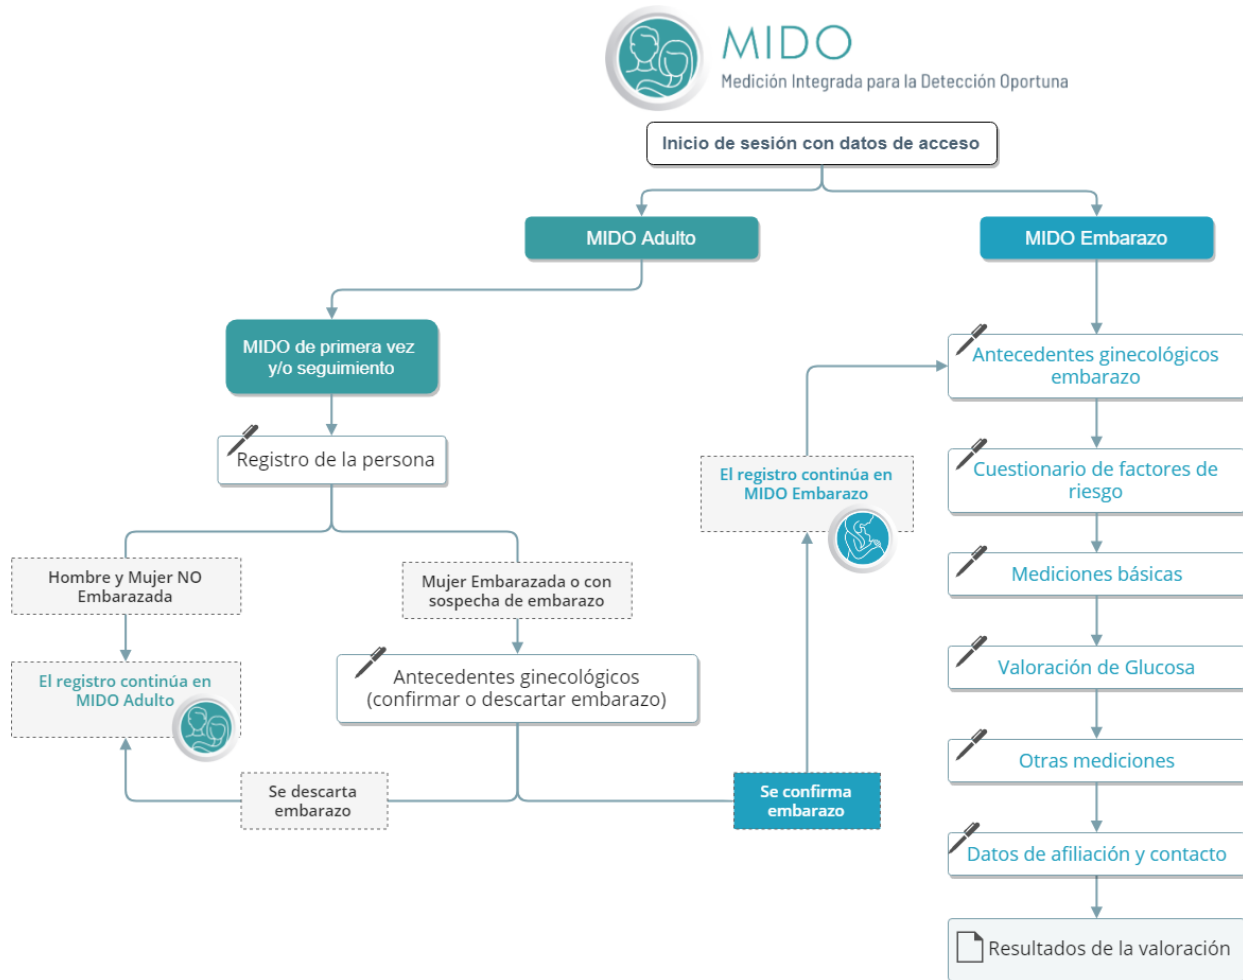 MIDO
Medición Integrada para la Detección Oportuna
Inicio de sesión con datos de acceso
MIDO Adulto
MIDO Embarazo
MIDO de primera vez
y/o seguimiento
Antecedentes ginecológicos
embarazo
Registro de la persona
El registro continúa en
MIDO Embarazo
Cuestionario de factores de
riesgo
Hombre y Mujer NO
Embarazada
Mujer Embarazada o con
sospecha de embarazo
Mediciones básicas
El registro continúa en
MIDO Adulto
Antecedentes ginecológicos
(confirmar o descartar embarazo)
Valoración de Glucosa
Otras mediciones
Se descarta
embarazo
Se confirma
embarazo
Datos de afiliación y contacto
Resultados de la valoración